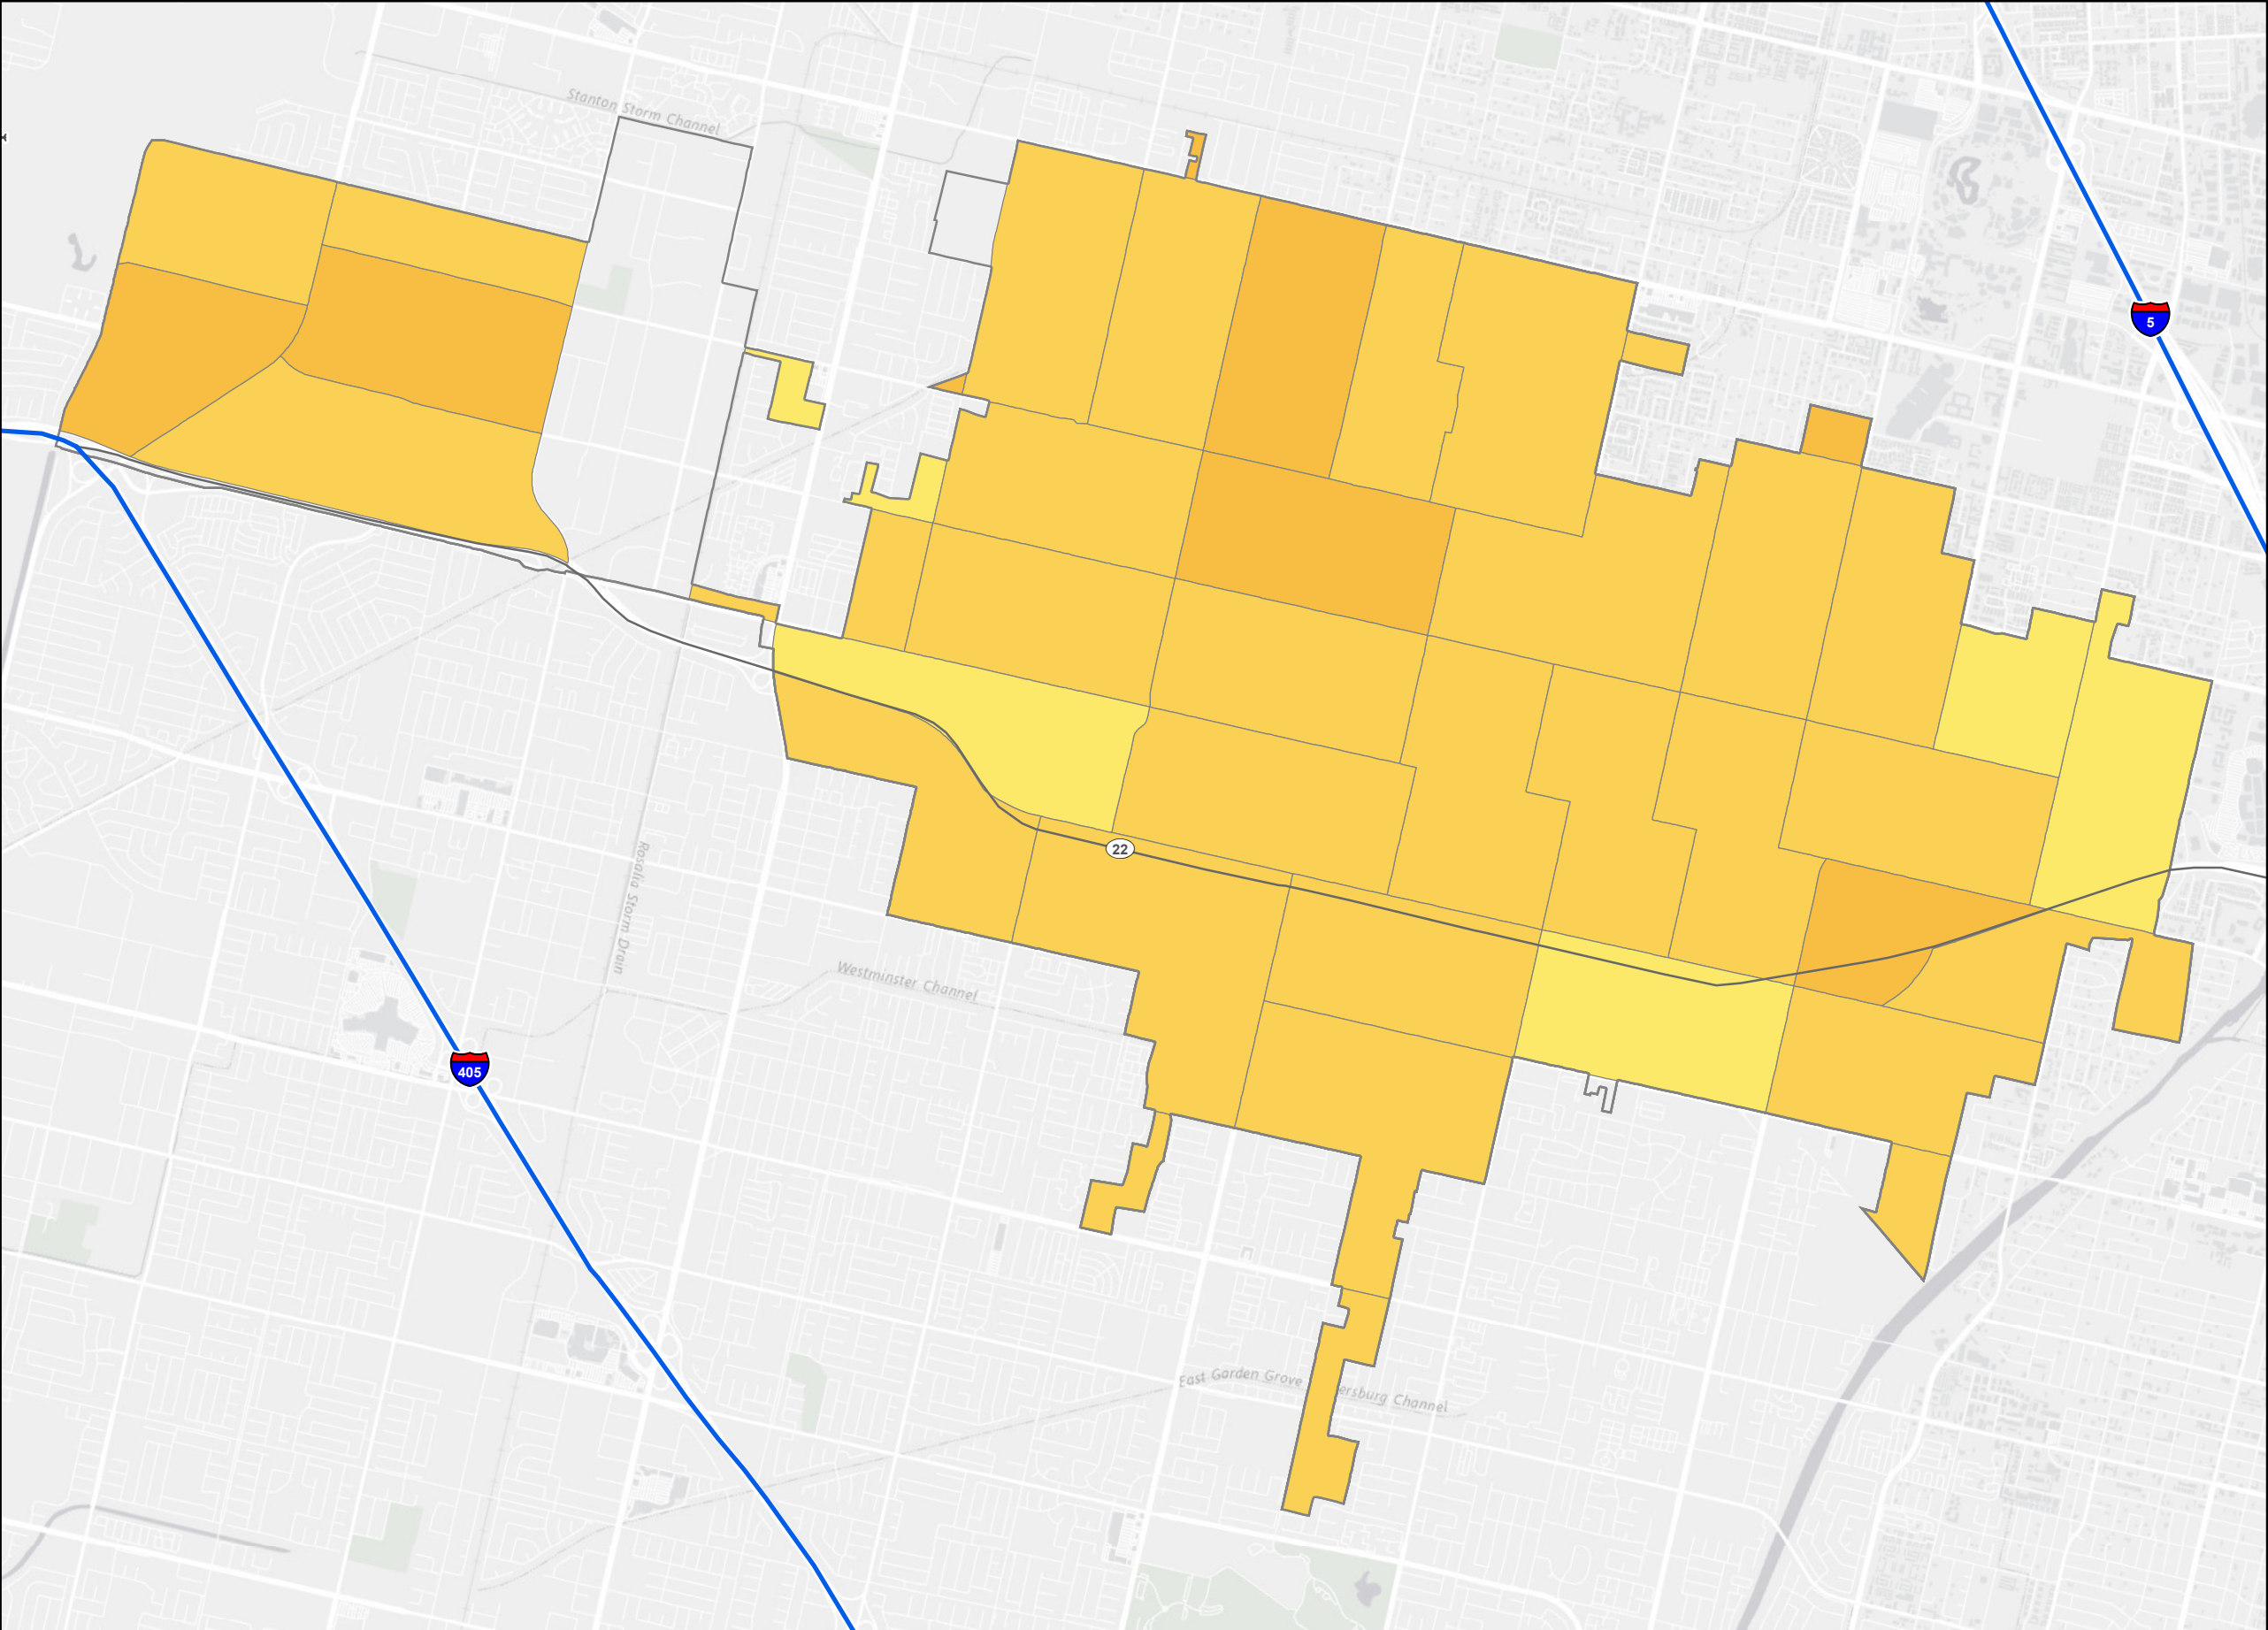 Stanton Storm Channel
5
22
Rosalia Storm Drain
Westminster Channel
405
East Garden Grove
ersburg Channel